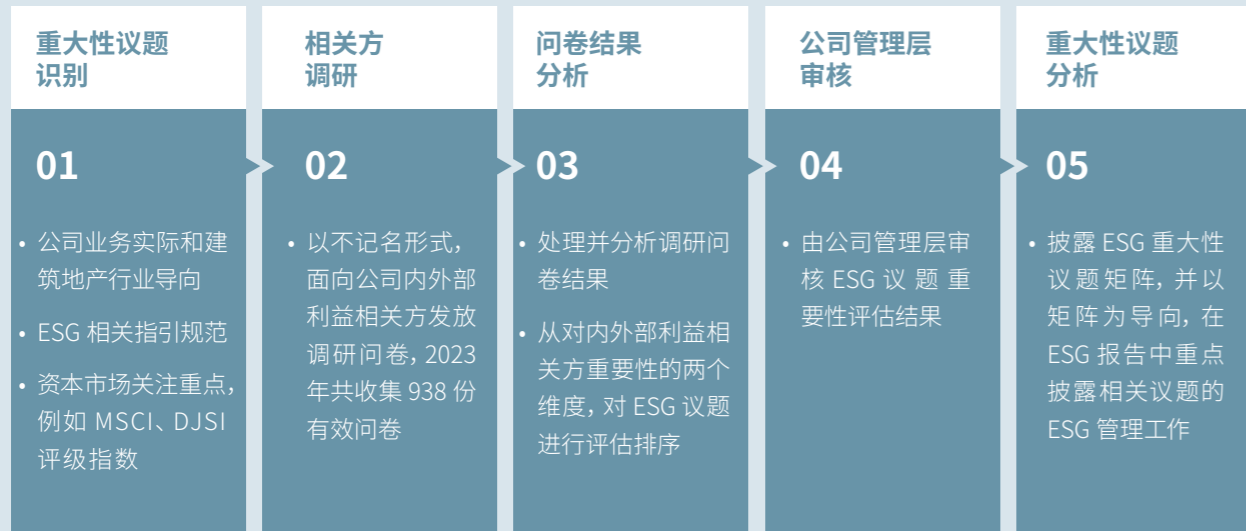 重大性议题
识别
01
• 公司业务实际和建
筑地产行业导向
• ESG 相关指引规范
• 资本市场关注重点，
例如 MSCI、DJSI
评级指数
相关方
调研
02
• 以不记名形式，
面向公司内外部
利益相关方发放
调研问卷，2023
年共收集 938 份
有效问卷
问卷结果
分析
03
• 处理并分析调研问
卷结果
• 从对内外部利益相
关方重要性的两个
维度，对 ESG 议题
进行评估排序
公司管理层
审核
04
• 由公司管理层审
核 ESG 议题重
要性评估结果
重大性议题
分析
05
• 披露 ESG 重大性
议题矩阵，并以
矩阵为导向，在
ESG 报告中重点
披露相关议题的
ESG 管理工作